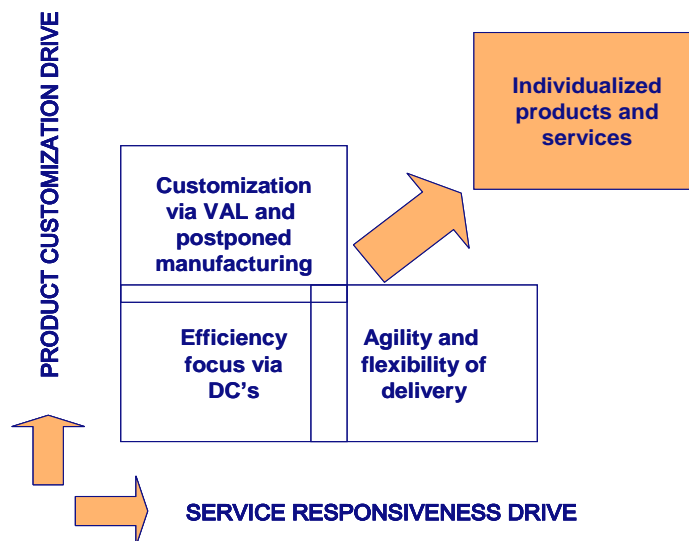 PRODUCT CUSTOMIZATION DRIVE
Individualized
products and
services
Customization
via VAL and
postponed
manufacturing
Efficiency
focus via
DC's
Agility and
flexibility of
delivery
SERVICE RESPONSIVENESS DRIVE